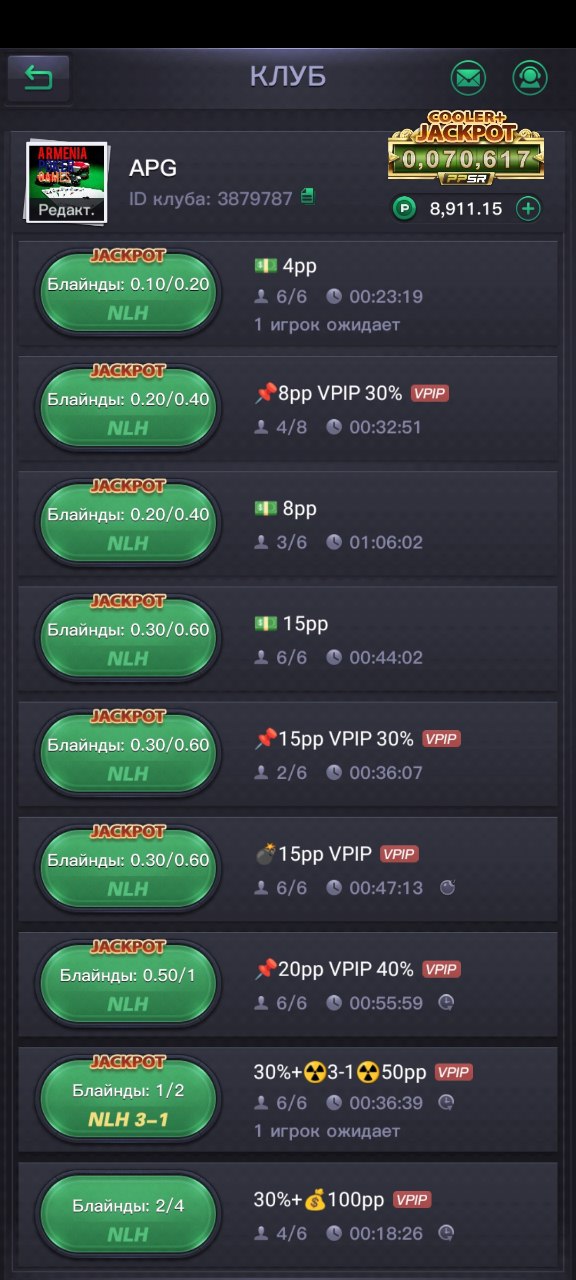 КЛУБ
COOLER+
JACKPOT
0,070,617
PPSR
ARMENIA
GAMES
Редакт.
APG
ID клуба: 3879787
P 8,911.15 +
JACKPOT
Блайнды: 0.10/0.20
NLH
💵 4pp
6/6 00:23:19
1 игрок ожидает
JACKPOT
Блайнды: 0.20/0.40
NLH
📌8pp VPIP 30% VPIP
4/8 00:32:51
JACKPOT
Блайнды: 0.20/0.40
NLH
💵 8pp
3/6 01:06:02
JACKPOT
Блайнды: 0.30/0.60
NLH
💵 15pp
6/6 00:44:02
JACKPOT
Блайнды: 0.30/0.60
NLH
📌15pp VPIP 30% VPIP
2/6 00:36:07
JACKPOT
Блайнды: 0.30/0.60
NLH
💣15pp VPIP VPIP
6/6 00:47:13
JACKPOT
Блайнды: 0.50/1
NLH
📌20pp VPIP 40% VPIP
6/6 00:55:59
JACKPOT
Блайнды: 1/2
NLH 3-1
30%+☢3-1☢50pp VPIP
6/6 00:36:39
1 игрок ожидает
Блайнды: 2/4
NLH
30%+💰100pp VPIP
4/6 00:18:26